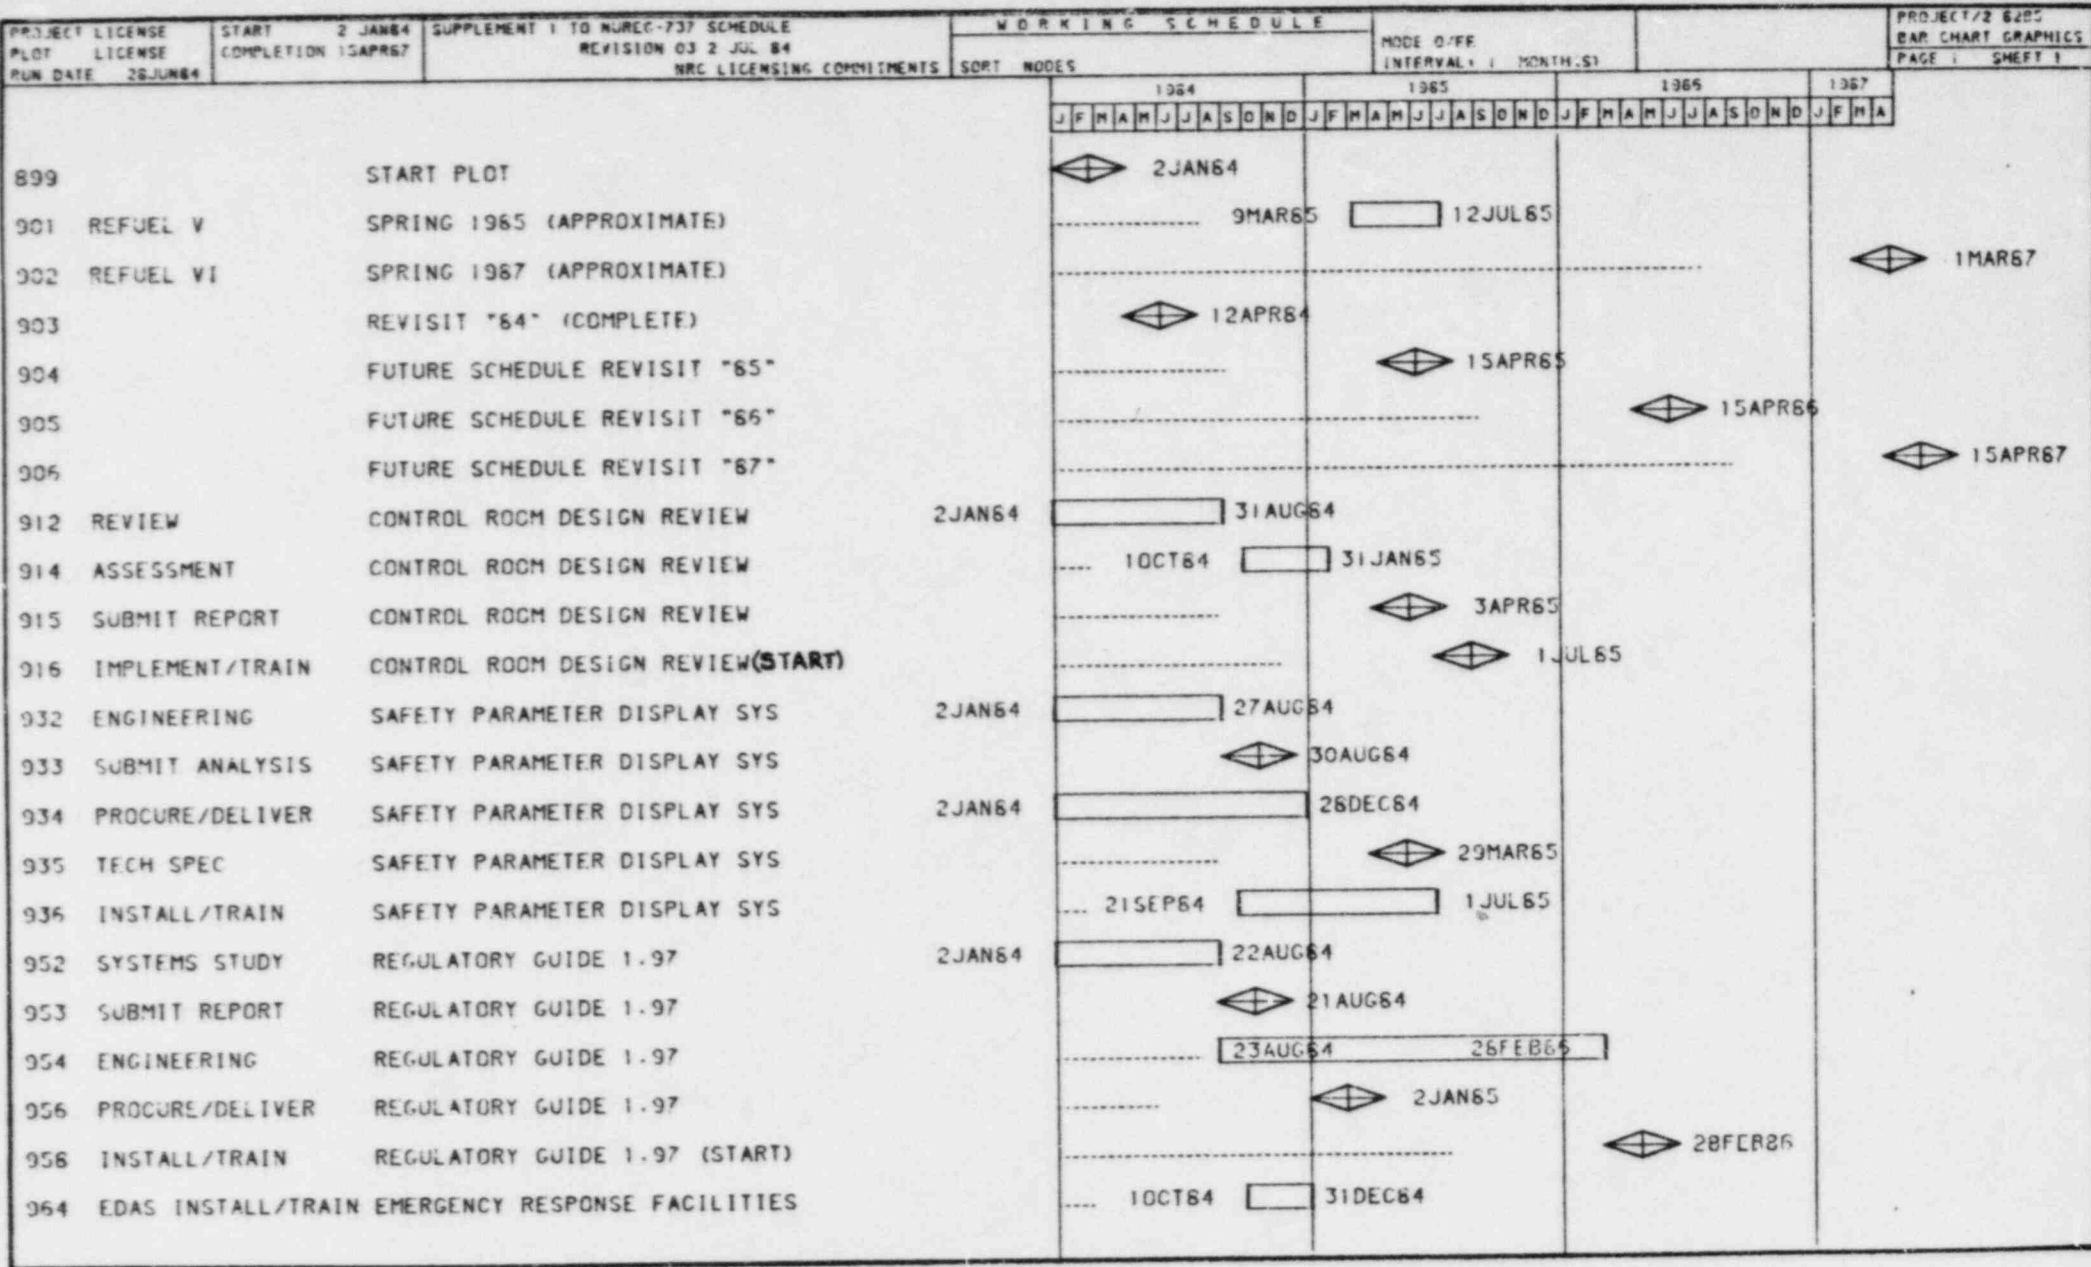 PROJECT LICENSE
PLOT LICENSE
RUN DATE 28JUN84
START 2 JAN84
COMPLETION 15APR87
SUPPLEMENT 1 TO NUREG-737 SCHEDULE
REVISION 03 2 JUL 84
NRC LICENSING COMMITMENTS
WORKING SCHEDULE
SORT NODES
MODE O/FF
INTERVAL: 1 MONTH(S)
PROJECT/2
BAR CHART GRAPHICS
PAGE 1 SHEET 1
1984 1985 1986 1987
J F M A M J J A S O N D J F M A M J J A S O N D J F M A M J J A S O N D J F M A
899 START PLOT 2JAN84
901 REFUEL V SPRING 1985 (APPROXIMATE) 9MAR85 12JUL85
902 REFUEL VI SPRING 1987 (APPROXIMATE) 1MAR87
903 REVISIT "84" (COMPLETE) 12APR84
904 FUTURE SCHEDULE REVISIT "85" 15APR85
905 FUTURE SCHEDULE REVISIT "86" 15APR86
906 FUTURE SCHEDULE REVISIT "87" 15APR87
912 REVIEW CONTROL ROOM DESIGN REVIEW 2JAN84 31AUG84
914 ASSESSMENT CONTROL ROOM DESIGN REVIEW 1OCT84 31JAN85
915 SUBMIT REPORT CONTROL ROOM DESIGN REVIEW 3APR85
916 IMPLEMENT/TRAIN CONTROL ROOM DESIGN REVIEW(START) 1JUL85
932 ENGINEERING SAFETY PARAMETER DISPLAY SYS 2JAN84 27AUG84
933 SUBMIT ANALYSIS SAFETY PARAMETER DISPLAY SYS 30AUG84
934 PROCURE/DELIVER SAFETY PARAMETER DISPLAY SYS 2JAN84 28DEC84
935 TECH SPEC SAFETY PARAMETER DISPLAY SYS 29MAR85
936 INSTALL/TRAIN SAFETY PARAMETER DISPLAY SYS 21SEP84 1JUL85
952 SYSTEMS STUDY REGULATORY GUIDE 1.97 2JAN84 22AUG84
953 SUBMIT REPORT REGULATORY GUIDE 1.97 21AUG84
954 ENGINEERING REGULATORY GUIDE 1.97 23AUG84 28FEB86
956 PROCURE/DELIVER REGULATORY GUIDE 1.97 2JAN85
958 INSTALL/TRAIN REGULATORY GUIDE 1.97 (START) 28FEB86
964 EDAS INSTALL/TRAIN EMERGENCY RESPONSE FACILITIES 1OCT84 31DEC84